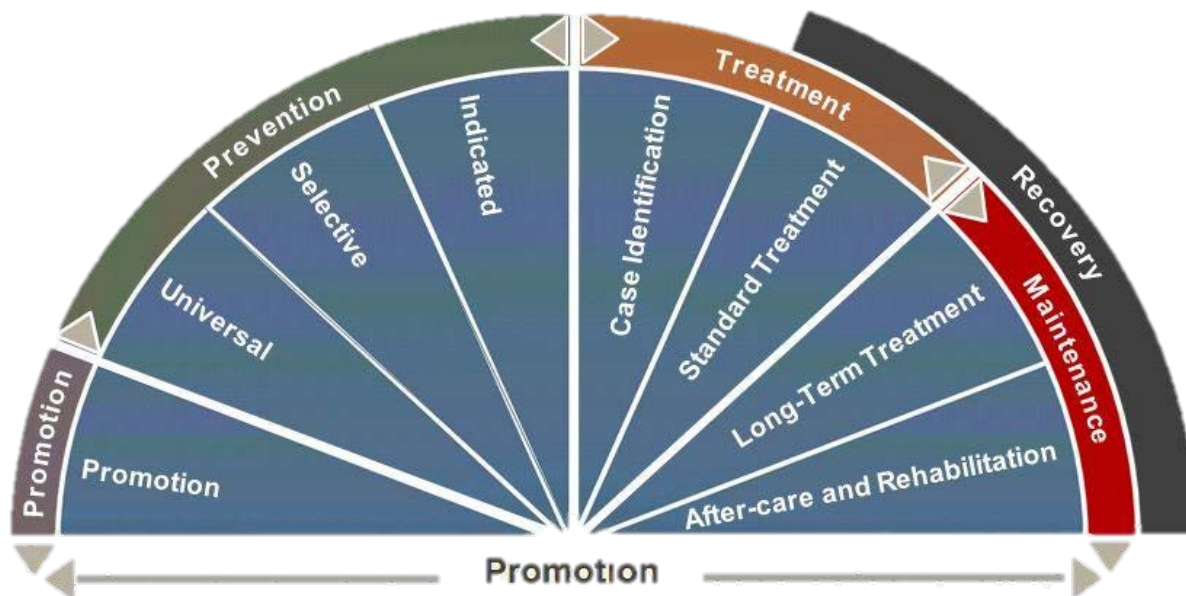 Promotion
Prevention
Treatment
Recovery
Maintenance
Promotion
Universal
Selective
Indicated
Case Identification
Standard Treatment
Long-Term Treatment
After-care and Rehabilitation
Promotion